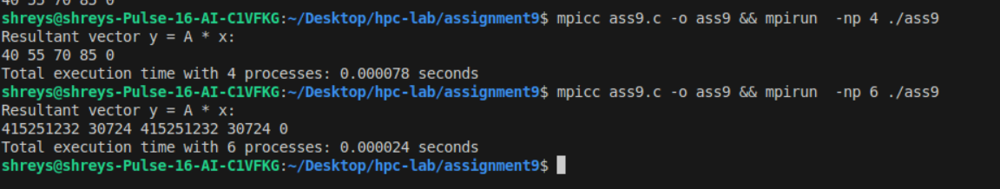 40 55 70 85 0
shreys@shreys-Pulse-16-AI-C1VFKG:~/Desktop/hpc-lab/assignment9$ mpicc ass9.c -o ass9 && mpirun  -np 4 ./ass9
Resultant vector y = A * x:
40 55 70 85 0
Total execution time with 4 processes: 0.000078 seconds
shreys@shreys-Pulse-16-AI-C1VFKG:~/Desktop/hpc-lab/assignment9$ mpicc ass9.c -o ass9 && mpirun  -np 6 ./ass9
Resultant vector y = A * x:
415251232 30724 415251232 30724 0
Total execution time with 6 processes: 0.000024 seconds
shreys@shreys-Pulse-16-AI-C1VFKG:~/Desktop/hpc-lab/assignment9$